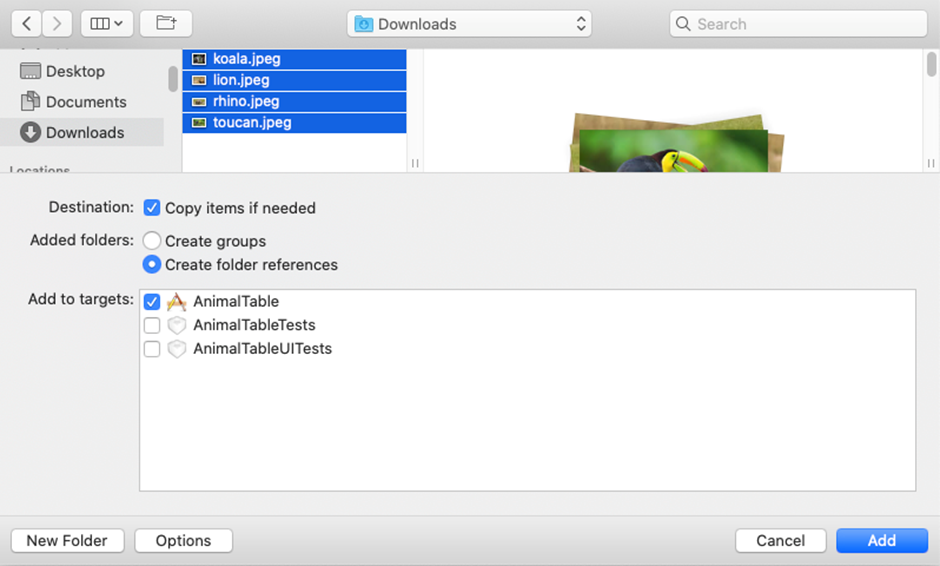 Downloads
Search
Desktop
Documents
Downloads
Locations
koala.jpeg
lion.jpeg
rhino.jpeg
toucan.jpeg
Destination: Copy items if needed
Added folders: Create groups
Create folder references
Add to targets: AnimalTable
AnimalTableTests
AnimalTableUITests
New Folder Options Cancel Add